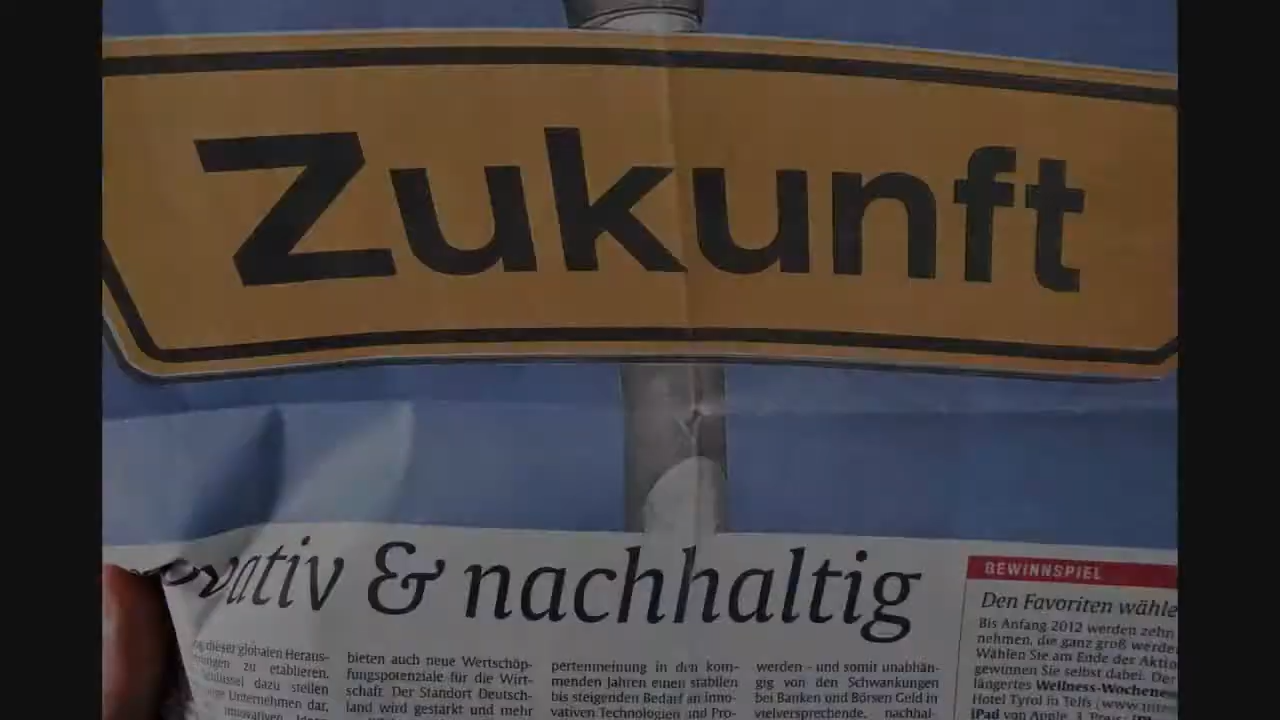 Zukunft
vativ & nachhaltig
dieser globalen Heraus-
zu etablieren.
dazu stellen
Unternehmen dar,
innovativen
bieten auch neue Wertschöp-
fungspotenziale für die Wirt-
schaft. Der Standort Deutsch-
land wird gestärkt und mehr
pertenmeinung in den kom-
menden Jahren einen stabilen
bis steigenden Bedarf an inno-
vativen Technologien und Pro-
werden - und somit unabhän-
gig von den Schwankungen
bei Banken und Börsen Geld in
vielversprechende, nachhal-
GEWINNSPIEL
Den Favoriten wähle
Bis Anfang 2012 werden zehn
nehmen, die ganz groß werde
Wählen Sie am Ende der Aktio
gewinnen Sie selbst dabei. Der
längertes Wellness-Wochene
Hotel Tyrol in Telfs
iPad von Apple.